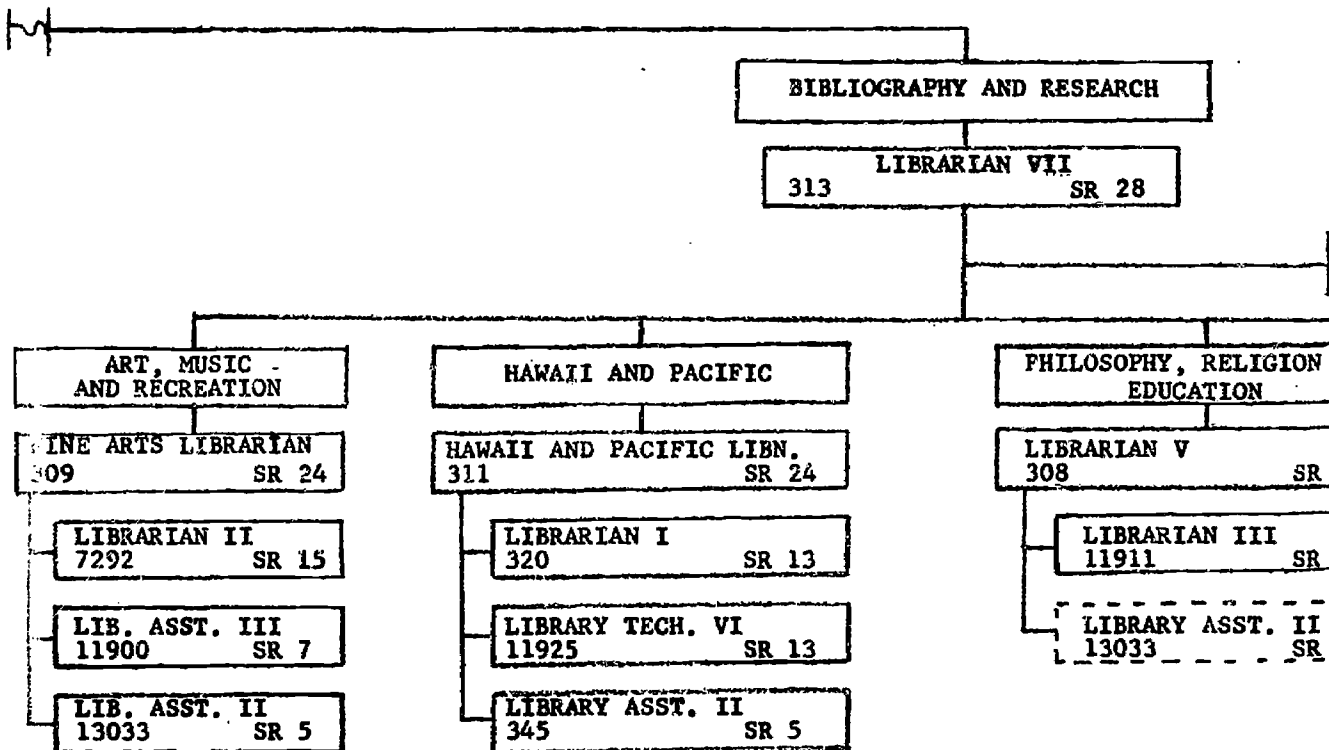 BIBLIOGRAPHY AND RESEARCH
LIBRARIAN VII
313 SR 28
ART, MUSIC -
AND RECREATION
INE ARTS LIBRARIAN
309 SR 24
LIBRARIAN II
7292 SR 15
LIB. ASST. III
11900 SR 7
LIB. ASST. II
13033 SR 5
HAWAII AND PACIFIC
HAWAII AND PACIFIC LIBN.
311 SR 24
LIBRARIAN I
320 SR 13
LIBRARY TECH. VI
11925 SR 13
LIBRARY ASST. II
345 SR 5
PHILOSOPHY, RELIGION
EDUCATION
LIBRARIAN V
308 SR
LIBRARIAN III
11911 SR
LIBRARY ASST. II
13033 SR